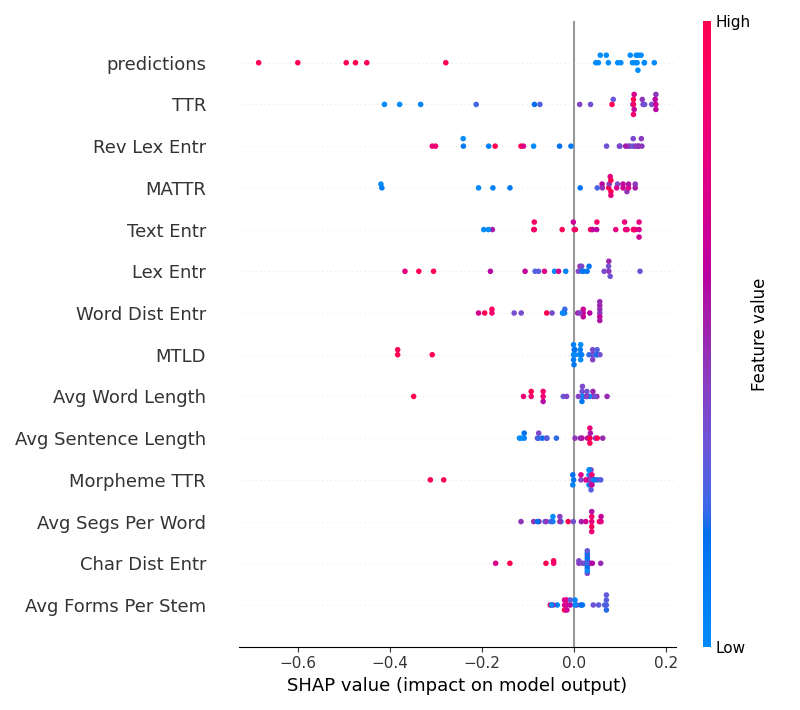 High
predictions
TTR
Rev Lex Entr
MATTR
Text Entr
Lex Entr
Word Dist Entr
MTLD
Avg Word Length
Avg Sentence Length
Morpheme TTR
Avg Segs Per Word
Char Dist Entr
Avg Forms Per Stem
Feature value
Low
−0.6 −0.4 −0.2 0.0 0.2
SHAP value (impact on model output)